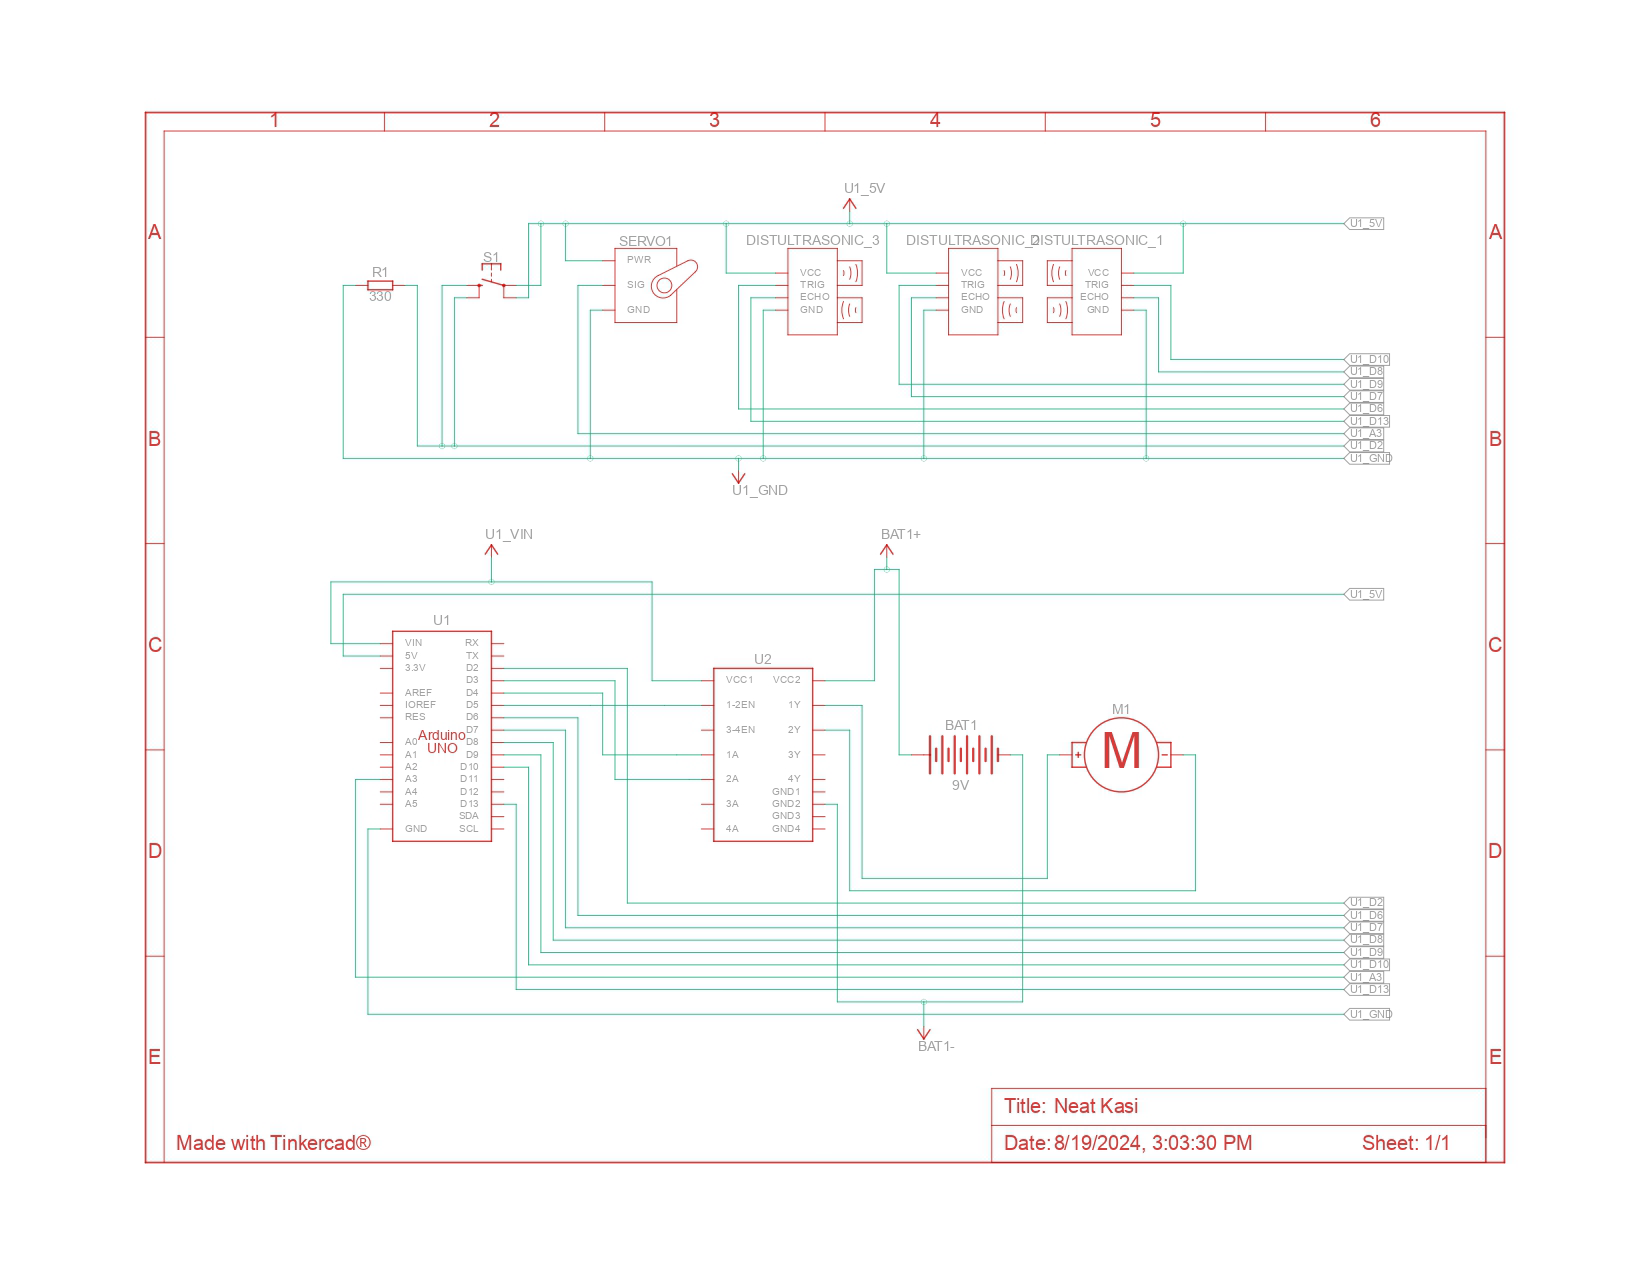 1 2 3 4 5 6
A A
B B
C C
D D
E E
U1_5V
U1_5V
S1
R1
330
SERVO1
PWR
SIG
GND
DISTULTRASONIC_3
VCC
TRIG
ECHO
GND
DISTULTRASONIC_2
VCC
TRIG
ECHO
GND
DISTULTRASONIC_1
VCC
TRIG
ECHO
GND
U1_D10
U1_D8
U1_D9
U1_D7
U1_D6
U1_D13
U1_A3
U1_D2
U1_GND
U1_GND
U1_VIN
BAT1+
U1_5V
U1
VIN RX
5V TX
3.3V D2
D3
AREF D4
IOREF D5
RES D6
D7
Arduino
UNO
A0 D8
A1 D9
A2 D10
A3 D11
A4 D12
A5 D13
SDA
GND SCL
U2
VCC1 VCC2
1-2EN 1Y
3-4EN 2Y
1A 3Y
2A 4Y
GND1
3A GND2
GND3
4A GND4
BAT1
9V
M1
+ M -
U1_D2
U1_D6
U1_D7
U1_D8
U1_D9
U1_D10
U1_A3
U1_D13
U1_GND
BAT1-
Title: Neat Kasi
Date: 8/19/2024, 3:03:30 PM Sheet: 1/1
Made with Tinkercad®